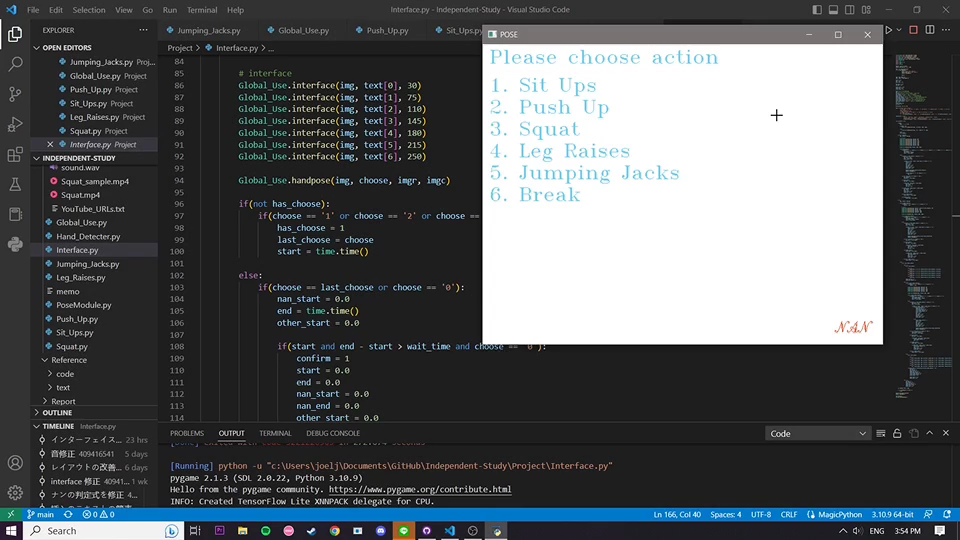 File Edit Selection View Go Run Terminal Help
Interface.py - Independent-Study - Visual Studio Code
EXPLORER
OPEN EDITORS
Jumping_Jacks.py Proj...
Global_Use.py Project
Push_Up.py Project
Sit_Ups.py Project
Leg_Raises.py Project
Squat.py Project
Interface.py Project
INDEPENDENT-STUDY
sound.wav
Squat_sample.mp4
Squat.mp4
YouTube_URLs.txt
Global_Use.py
Hand_Detecter.py
Interface.py
Jumping_Jacks.py
Leg_Raises.py
memo
PoseModule.py
Push_Up.py
Sit_Ups.py
Squat.py
Reference
code
text
Report
OUTLINE
TIMELINE Interface.py
インターフェイス... 23 hrs
音修正 409416541 5 days
レイアウトの改善... 6 days
interface 修正 409416... 1 wk
ナンの判定式を修正 4094...
Jumping_Jacks.py Global_Use.py Push_Up.py Sit_Ups.py
Project > Interface.py > ...
84
85 # interface
86 Global_Use.interface(img, text[0], 30)
87 Global_Use.interface(img, text[1], 75)
88 Global_Use.interface(img, text[2], 110)
89 Global_Use.interface(img, text[3], 145)
90 Global_Use.interface(img, text[4], 180)
91 Global_Use.interface(img, text[5], 215)
92 Global_Use.interface(img, text[6], 250)
93
94 Global_Use.handpose(img, choose, imgr, imgc)
95
96 if(not has_choose):
97 if(choose == '1' or choose == '2' or choose ==
98 has_choose = 1
99 last_choose = choose
100 start = time.time()
101
102 else:
103 if(choose == last_choose or choose == '0'):
104 nan_start = 0.0
105 end = time.time()
106 other_start = 0.0
107
108 if(start and end - start > wait_time and choose == '0'):
109 confirm = 1
110 start = 0.0
111 end = 0.0
112 nan_start = 0.0
113 nan_end = 0.0
114 other_start = 0.0
POSE
Please choose action
1. Sit Ups
2. Push Up
3. Squat
4. Leg Raises
5. Jumping Jacks
6. Break
NAN
PROBLEMS OUTPUT TERMINAL DEBUG CONSOLE
Code
[Running] python -u "c:\Users\joelj\Documents\GitHub\Independent-Study\Project\Interface.py"
pygame 2.1.3 (SDL 2.0.22, Python 3.10.9)
Hello from the pygame community. https://www.pygame.org/contribute.html
INFO: Created TensorFlow Lite XNNPACK delegate for CPU.
main 0 0
Ln 166, Col 40 Spaces: 4 UTF-8 CRLF MagicPython 3.10.9 64-bit
Search
ENG 3:54 PM